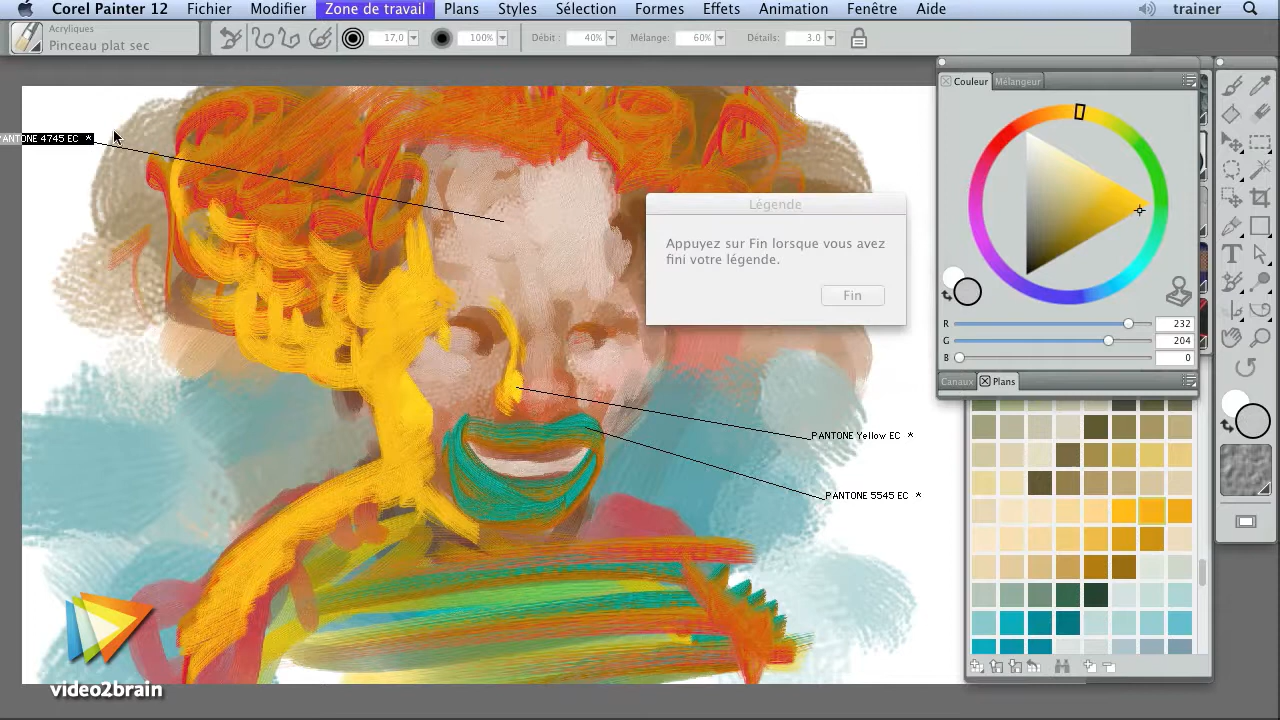 Corel Painter 12 Fichier Modifier Zone de travail Plans Styles Sélection Formes Effets Animation Fenêtre Aide trainer
Acryliques
Pinceau plat sec
17,0 100% Débit : 40% Mélange: 60% Détails: 3.0
Couleur Mélangeur
PANTONE 4745 EC *
Légende
Appuyez sur Fin lorsque vous avez
fini votre légende.
Fin
R 232
G 204
B 0
Canaux Plans
PANTONE Yellow EC *
PANTONE 5545 EC *
video2brain